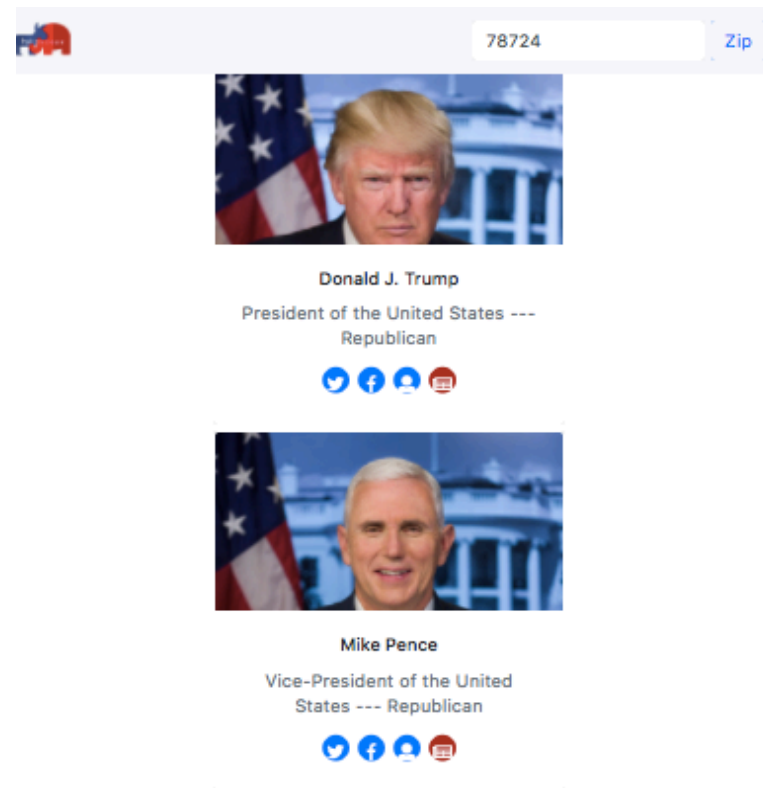 78724
Zip
Donald J. Trump
President of the United States ---
Republican
Mike Pence
Vice-President of the United
States --- Republican